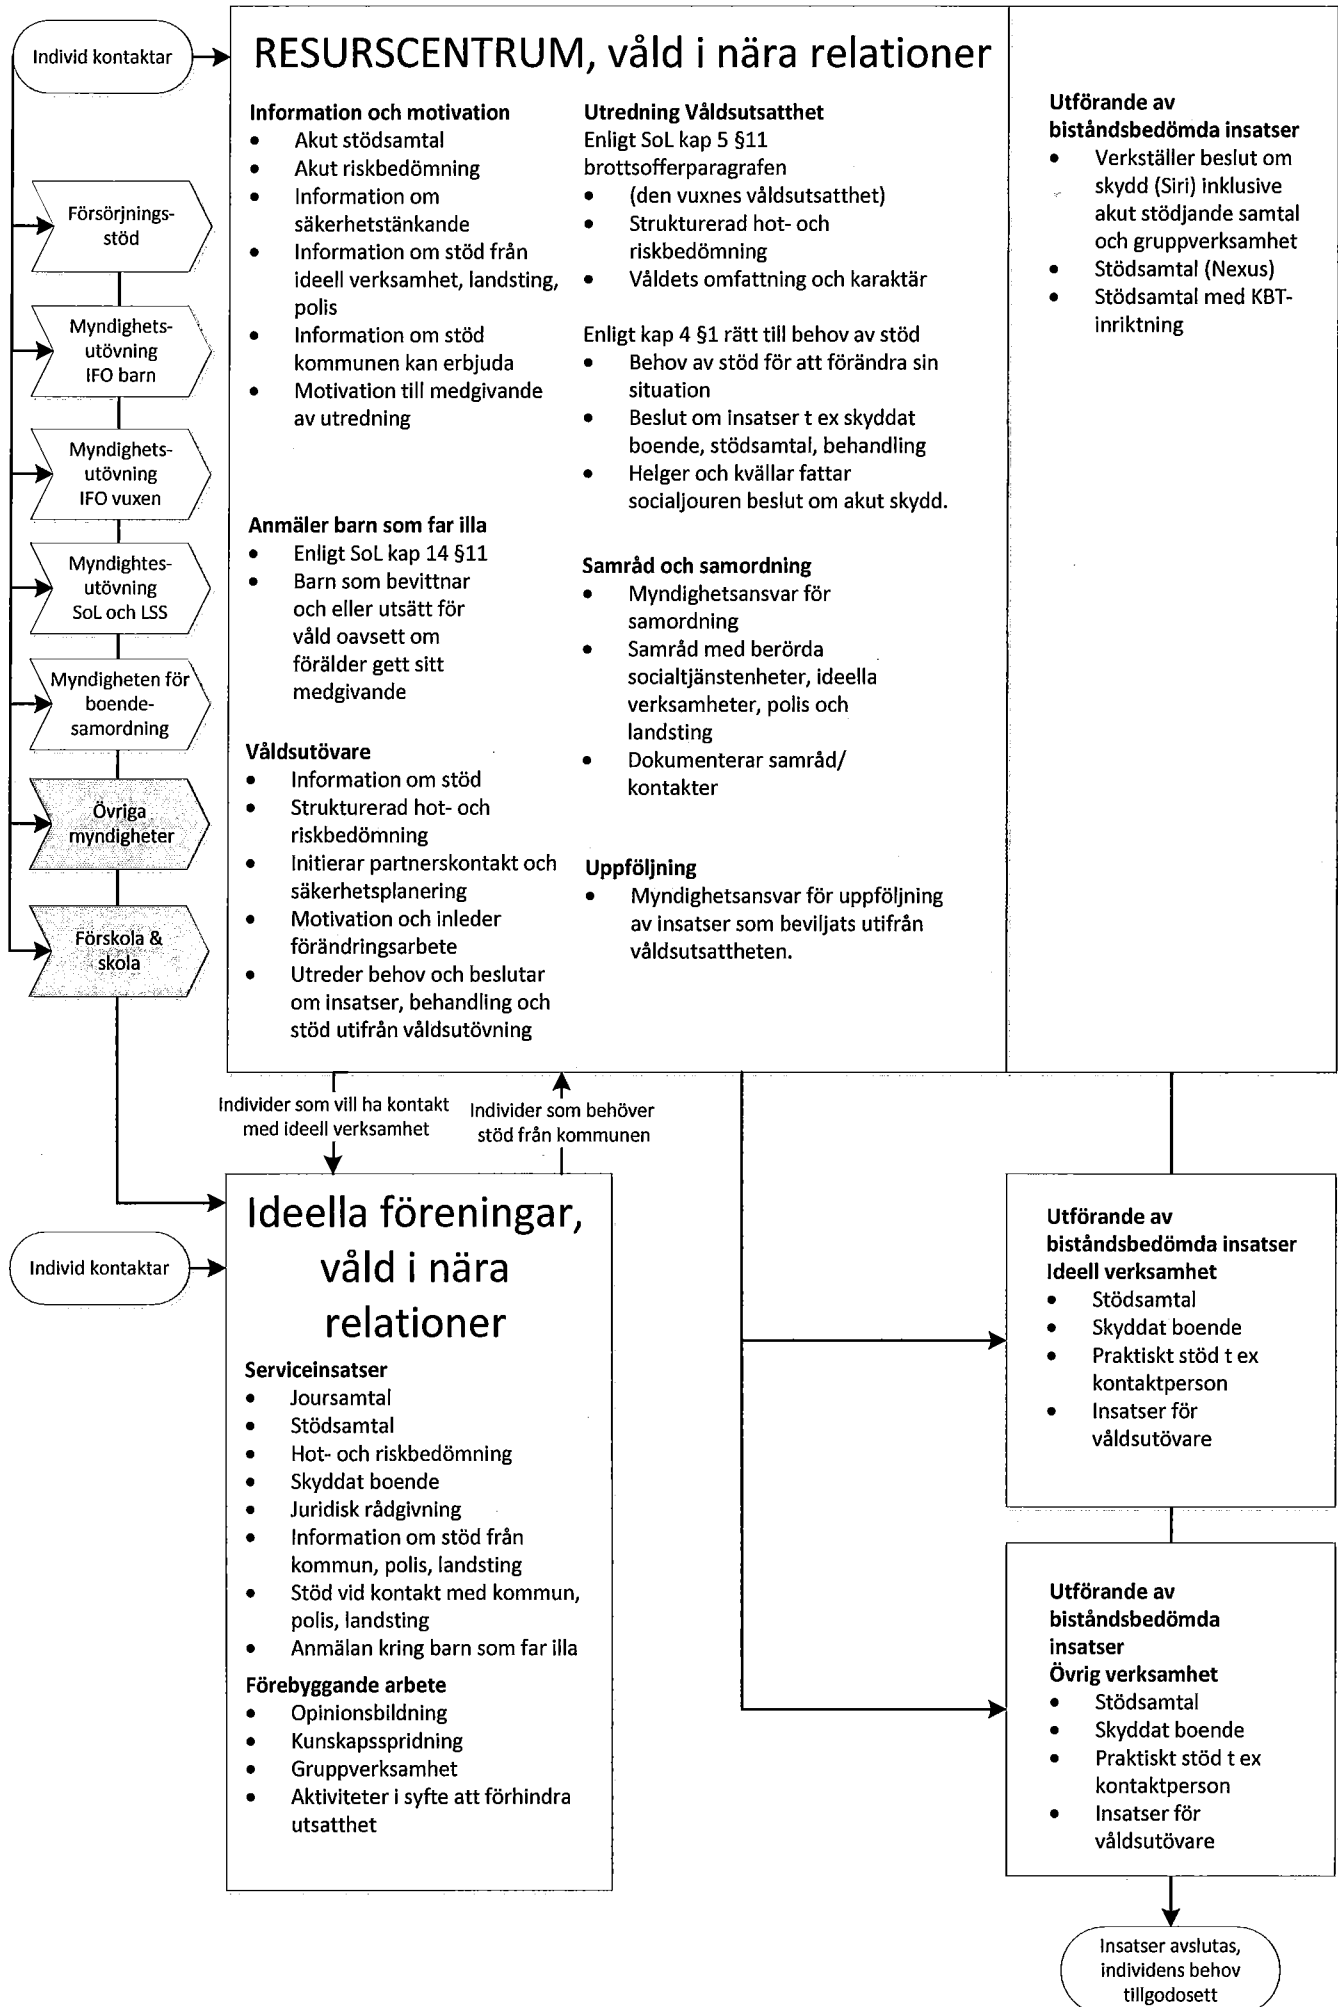 Individ kontaktar
Försörjnings-
stöd
Myndighets-
utövning
IFO barn
Myndighets-
utövning
IFO vuxen
Myndightes-
utövning
SoL och LSS
Myndigheten för
boende-
samordning
Övriga
myndigheter
Förskola &
skola
RESURSCENTRUM, våld i nära relationer
Information och motivation
• Akut stödsamtal
• Akut riskbedömning
• Information om
säkerhetstänkande
• Information om stöd från
ideell verksamhet, landsting,
polis
• Information om stöd
kommunen kan erbjuda
• Motivation till medgivande
av utredning
Anmäler barn som far illa
• Enligt SoL kap 14 §11
• Barn som bevittnar
och eller utsätt för
våld oavsett om
förälder gett sitt
medgivande
Våldsutövare
• Information om stöd
• Strukturerad hot- och
riskbedömning
• Initierar partnerskontakt och
säkerhetsplanering
• Motivation och inleder
förändringsarbete
• Utreder behov och beslutar
om insatser, behandling och
stöd utifrån våldsutövning
Utredning Våldsutsatthet
Enligt SoL kap 5 §11
brottsofferparagrafen
• (den vuxnes våldsutsatthet)
• Strukturerad hot- och
riskbedömning
• Våldets omfattning och karaktär
Enligt kap 4 §1 rätt till behov av stöd
• Behov av stöd för att förändra sin
situation
• Beslut om insatser t ex skyddat
boende, stödsamtal, behandling
• Helger och kvällar fattar
socialjouren beslut om akut skydd.
Samråd och samordning
• Myndighetsansvar för
samordning
• Samråd med berörda
socialtjänstenheter, ideella
verksamheter, polis och
landsting
• Dokumenterar samråd/
kontakter
Uppföljning
• Myndighetsansvar för uppföljning
av insatser som beviljats utifrån
våldsutsattheten.
Utförande av
biståndsbedömda insatser
• Verkställer beslut om
skydd (Siri) inklusive
akut stödjande samtal
och gruppverksamhet
• Stödsamtal (Nexus)
• Stödsamtal med KBT-
inriktning
Individer som vill ha kontakt
med ideell verksamhet
Individer som behöver
stöd från kommunen
Individ kontaktar
Ideella föreningar,
våld i nära
relationer
Serviceinsatser
• Joursamtal
• Stödsamtal
• Hot- och riskbedömning
• Skyddat boende
• Juridisk rådgivning
• Information om stöd från
kommun, polis, landsting
• Stöd vid kontakt med kommun,
polis, landsting
• Anmälan kring barn som far illa
Förebyggande arbete
• Opinionsbildning
• Kunskapsspridning
• Gruppverksamhet
• Aktiviteter i syfte att förhindra
utsatthet
Utförande av
biståndsbedömda insatser
Ideell verksamhet
• Stödsamtal
• Skyddat boende
• Praktiskt stöd t ex
kontaktperson
• Insatser för
våldsutövare
Utförande av
biståndsbedömda
insatser
Övrig verksamhet
• Stödsamtal
• Skyddat boende
• Praktiskt stöd t ex
kontaktperson
• Insatser för
våldsutövare
Insatser avslutas,
individens behov
tillgodosett